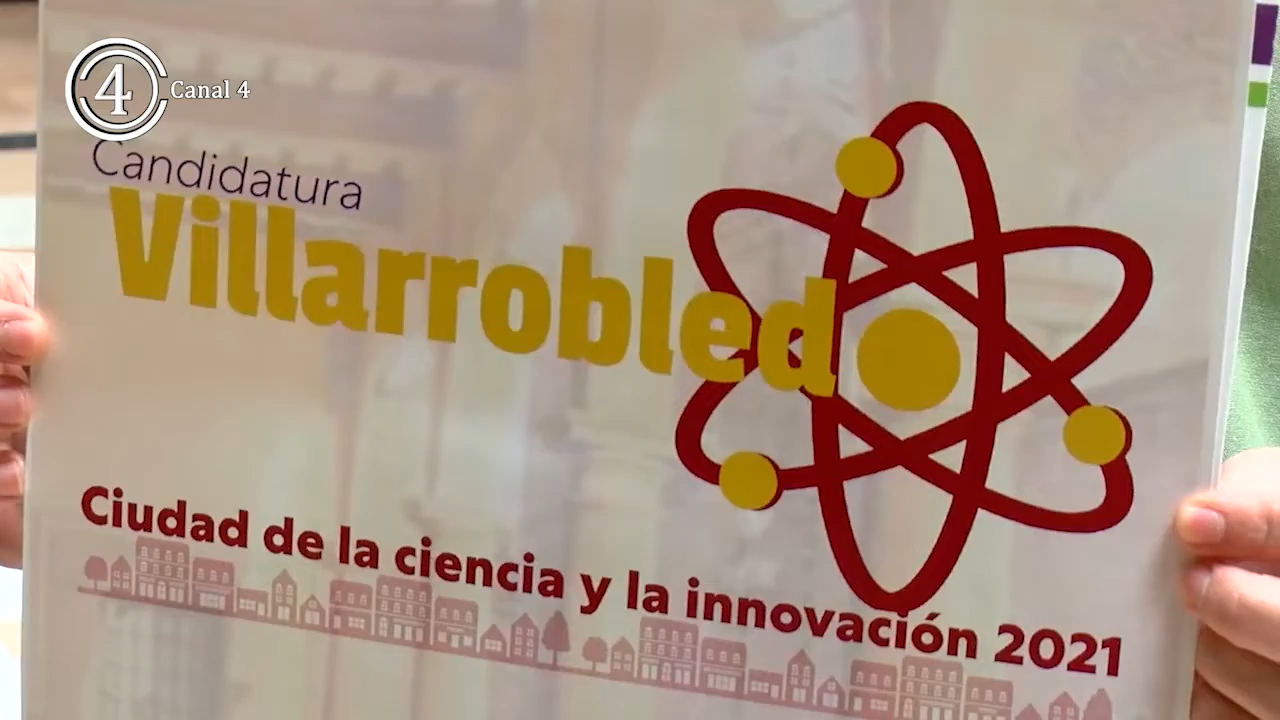 4 Canal 4
Candidatura
Villarrobledo
Ciudad de la ciencia y la innovación 2021